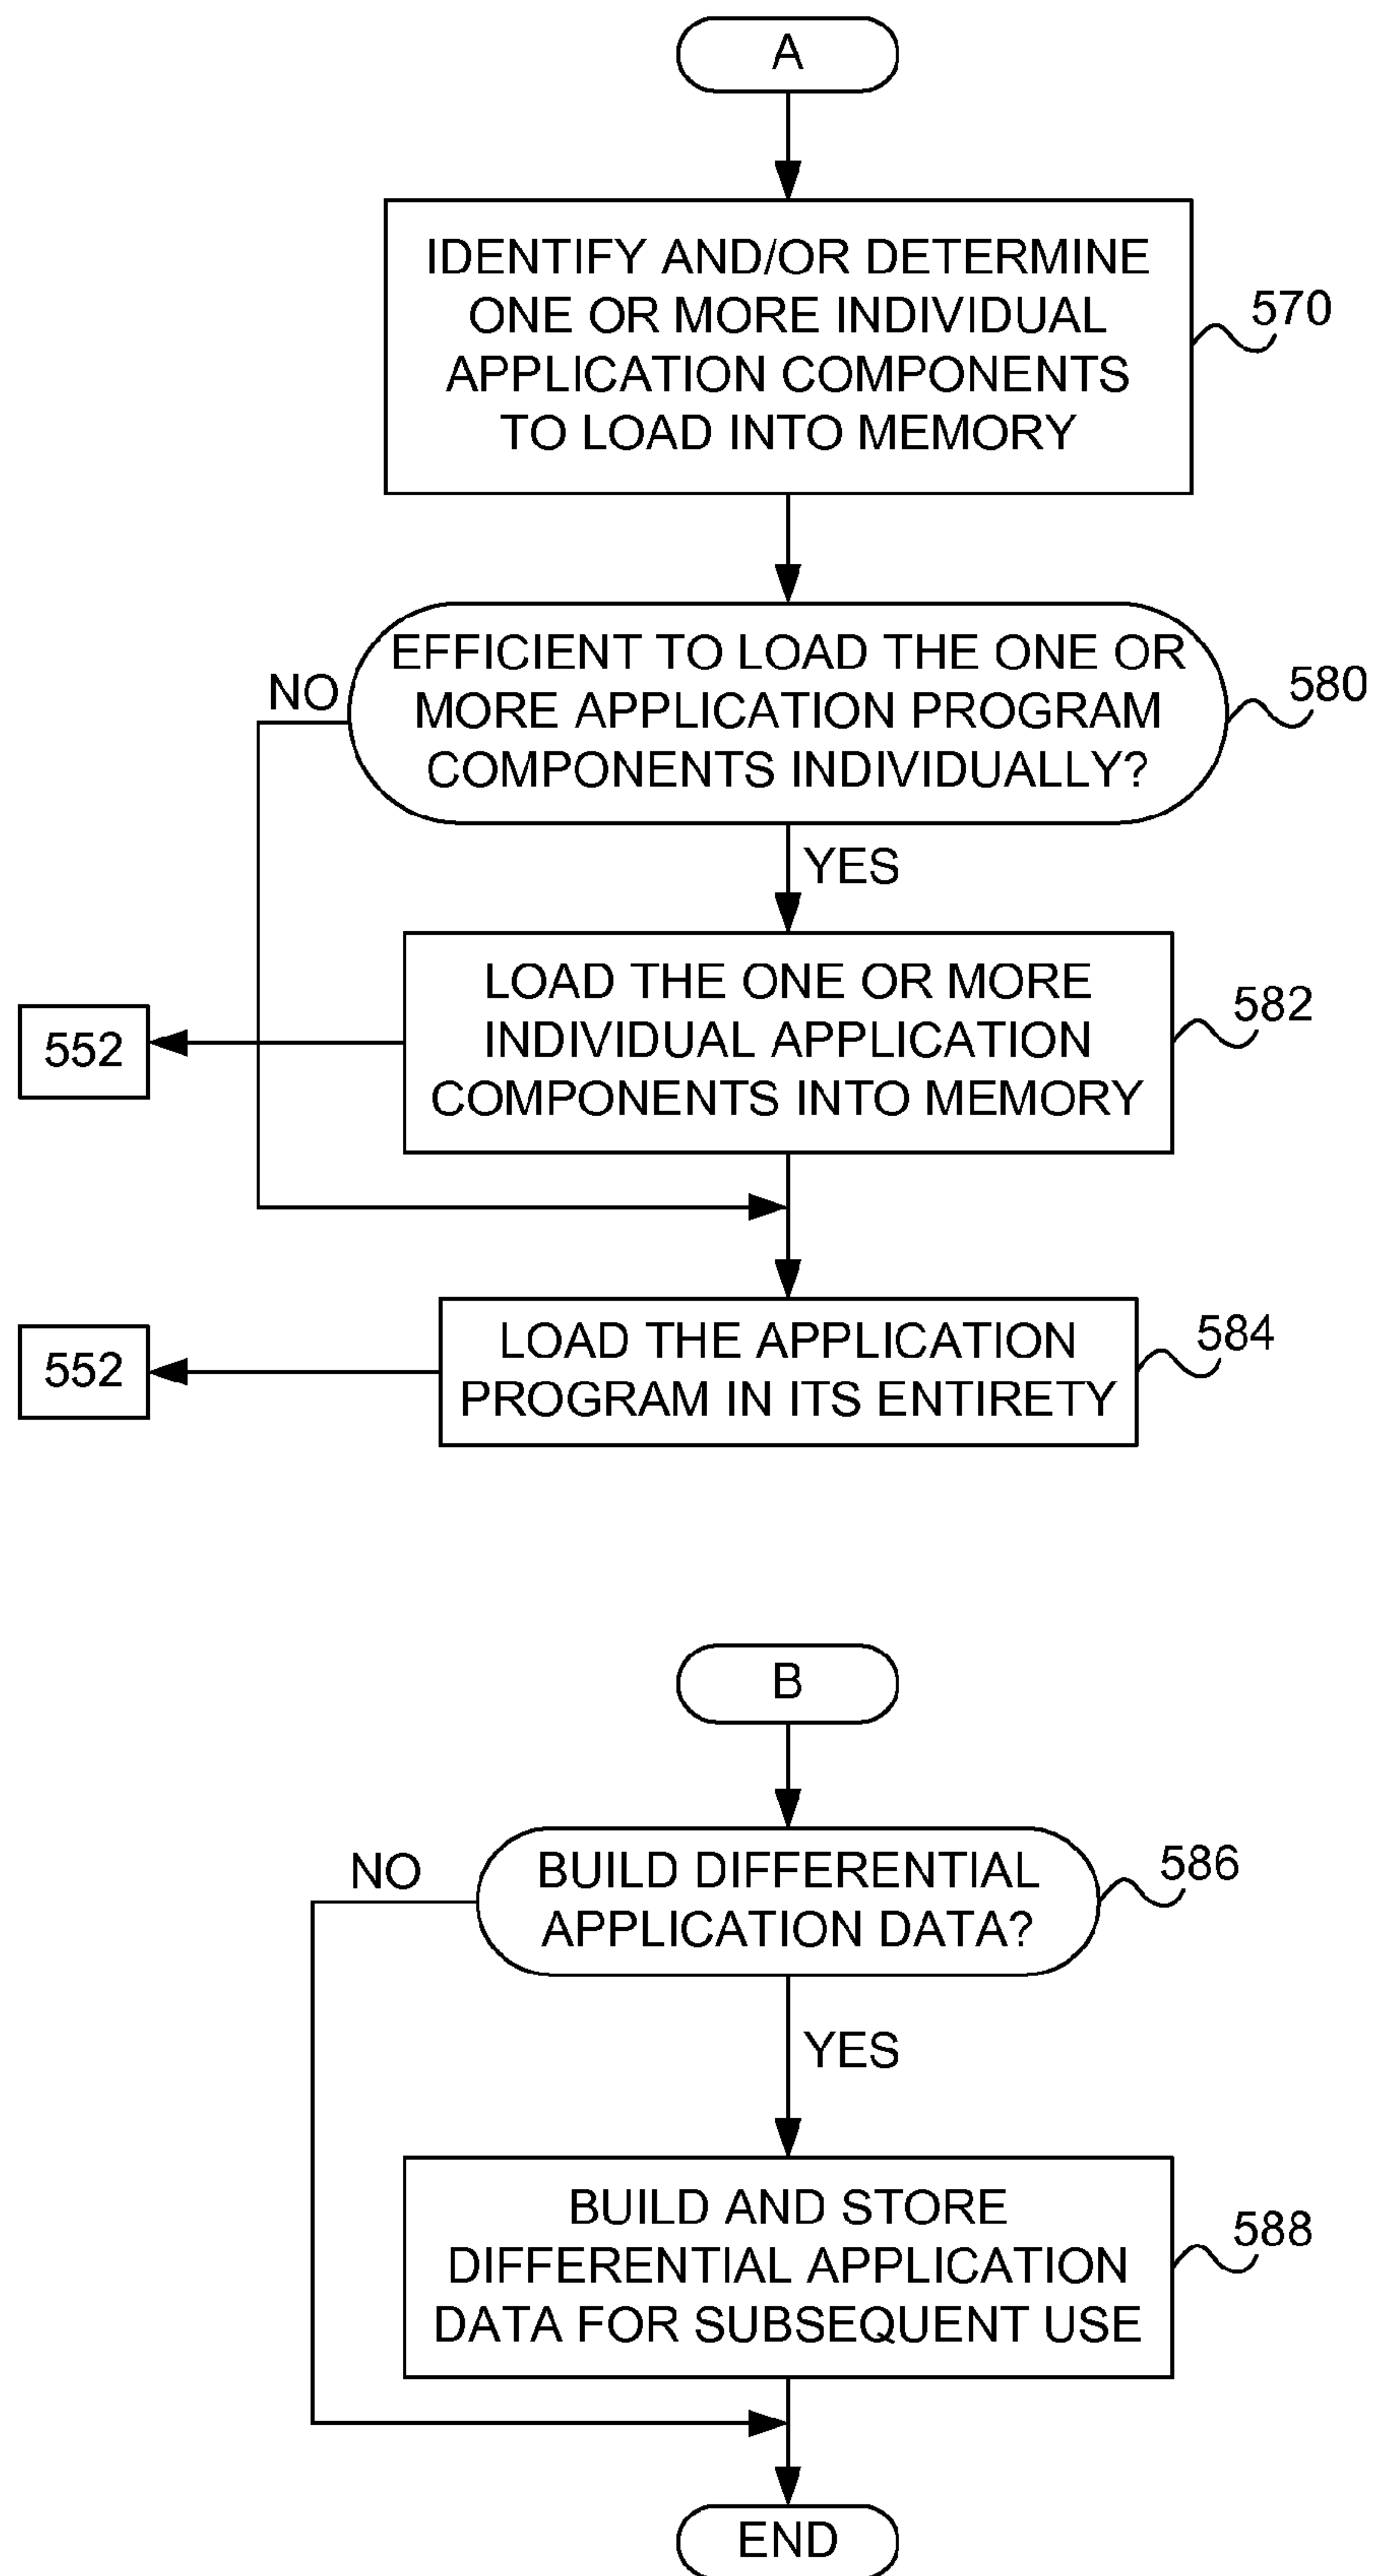 A
IDENTIFY AND/OR DETERMINE
ONE OR MORE INDIVIDUAL
APPLICATION COMPONENTS
TO LOAD INTO MEMORY
570
EFFICIENT TO LOAD THE ONE OR
MORE APPLICATION PROGRAM
COMPONENTS INDIVIDUALLY?
580
NO
YES
LOAD THE ONE OR MORE
INDIVIDUAL APPLICATION
COMPONENTS INTO MEMORY
582
552
LOAD THE APPLICATION
PROGRAM IN ITS ENTIRETY
584
552
B
BUILD DIFFERENTIAL
APPLICATION DATA?
586
NO
YES
BUILD AND STORE
DIFFERENTIAL APPLICATION
DATA FOR SUBSEQUENT USE
588
END